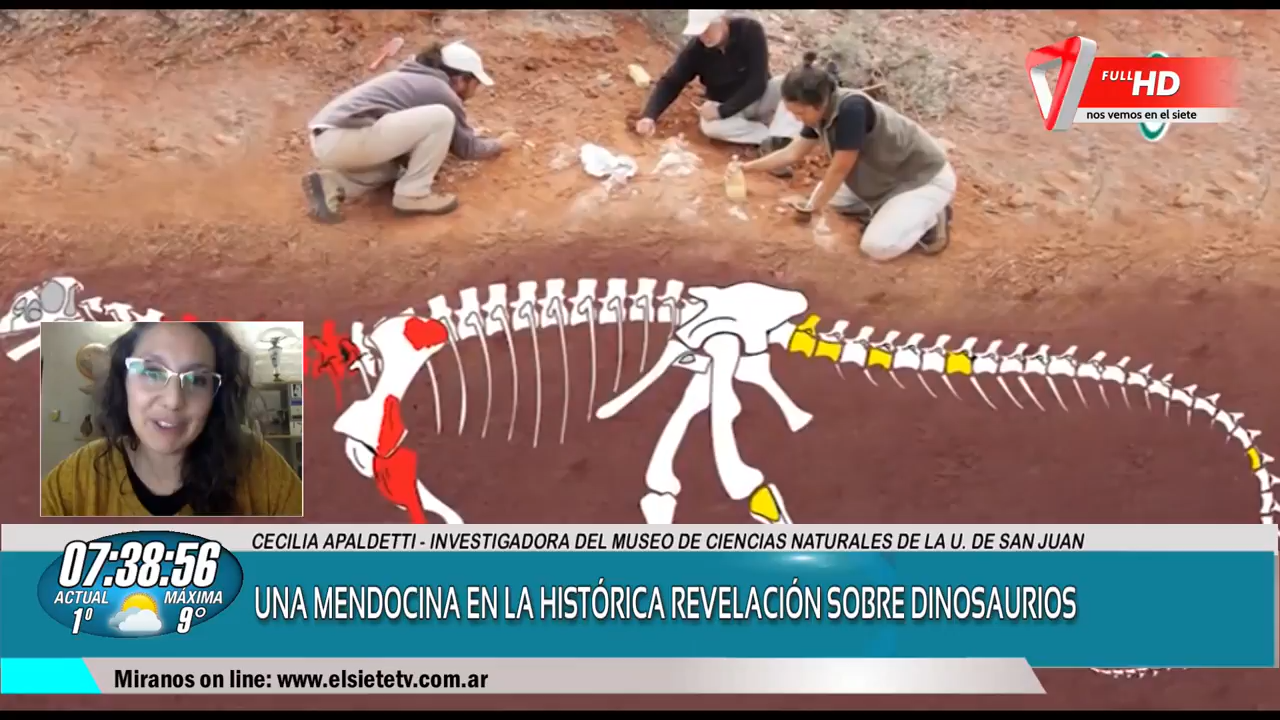 FULL HD
nos vemos en el siete
CECILIA APALDETTI - INVESTIGADORA DEL MUSEO DE CIENCIAS NATURALES DE LA U. DE SAN JUAN
07:38:56
ACTUAL MÁXIMA
1º 9º
UNA MENDOCINA EN LA HISTÓRICA REVELACIÓN SOBRE DINOSAURIOS
Miranos on line: www.elsietetv.com.ar